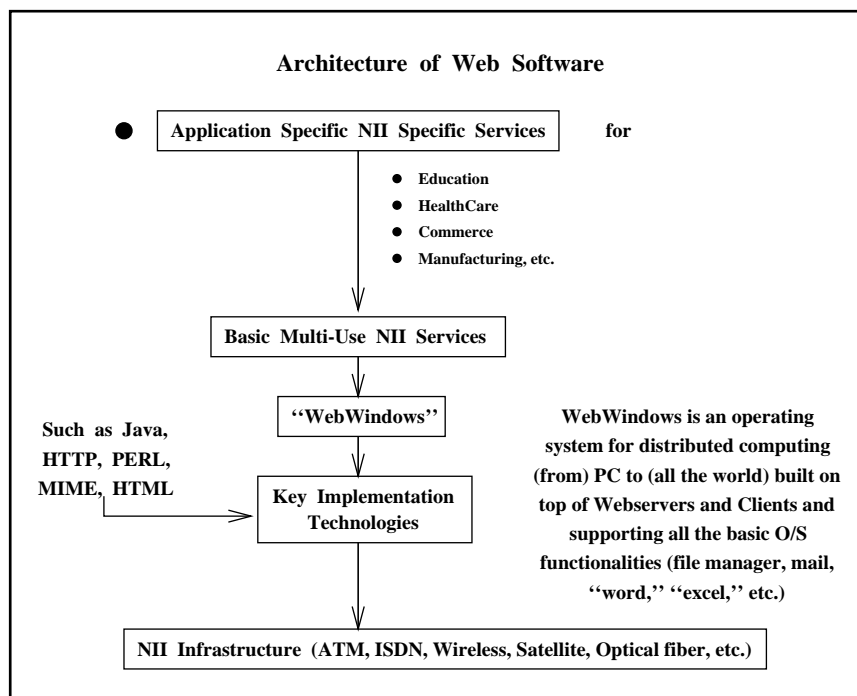 Architecture of Web Software
● Application Specific NII Specific Services for
● Education
● HealthCare
● Commerce
● Manufacturing, etc.
Basic Multi-Use NII Services
‘‘WebWindows’’
Such as Java,
HTTP, PERL,
MIME, HTML
Key Implementation
Technologies
WebWindows is an operating
system for distributed computing
(from) PC to (all the world) built on
top of Webservers and Clients and
supporting all the basic O/S
functionalities (file manager, mail,
‘‘word,’’ ‘‘excel,’’ etc.)
NII Infrastructure (ATM, ISDN, Wireless, Satellite, Optical fiber, etc.)